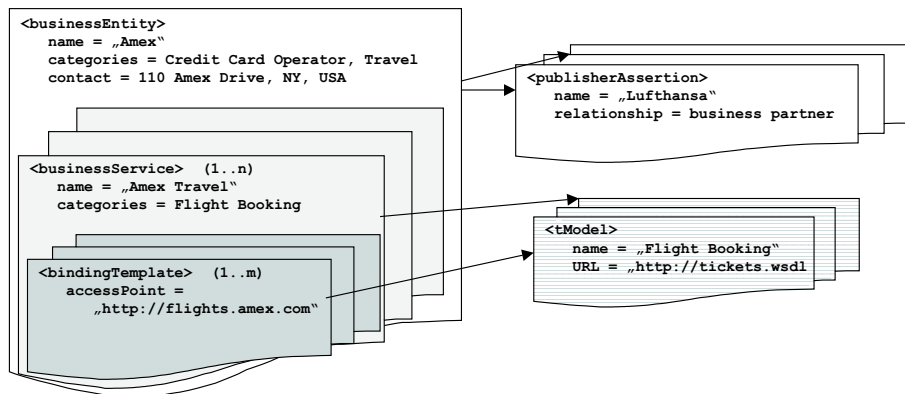 <businessEntity>
name = „Amex“
categories = Credit Card Operator, Travel
contact = 110 Amex Drive, NY, USA
<publisherAssertion>
name = „Lufthansa“
relationship = business partner
<businessService> (1..n)
name = „Amex Travel“
categories = Flight Booking
<tModel>
name = „Flight Booking“
URL = „http://tickets.wsdl
<bindingTemplate> (1..m)
accessPoint =
„http://flights.amex.com“